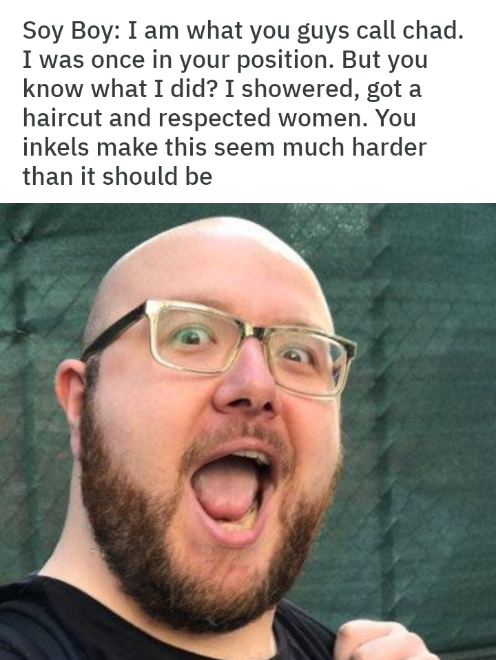 Soy Boy: I am what you guys call chad.
I was once in your position. But you
know what I did? I showered, got a
haircut and respected women. You
inkels make this seem much harder
than it should be